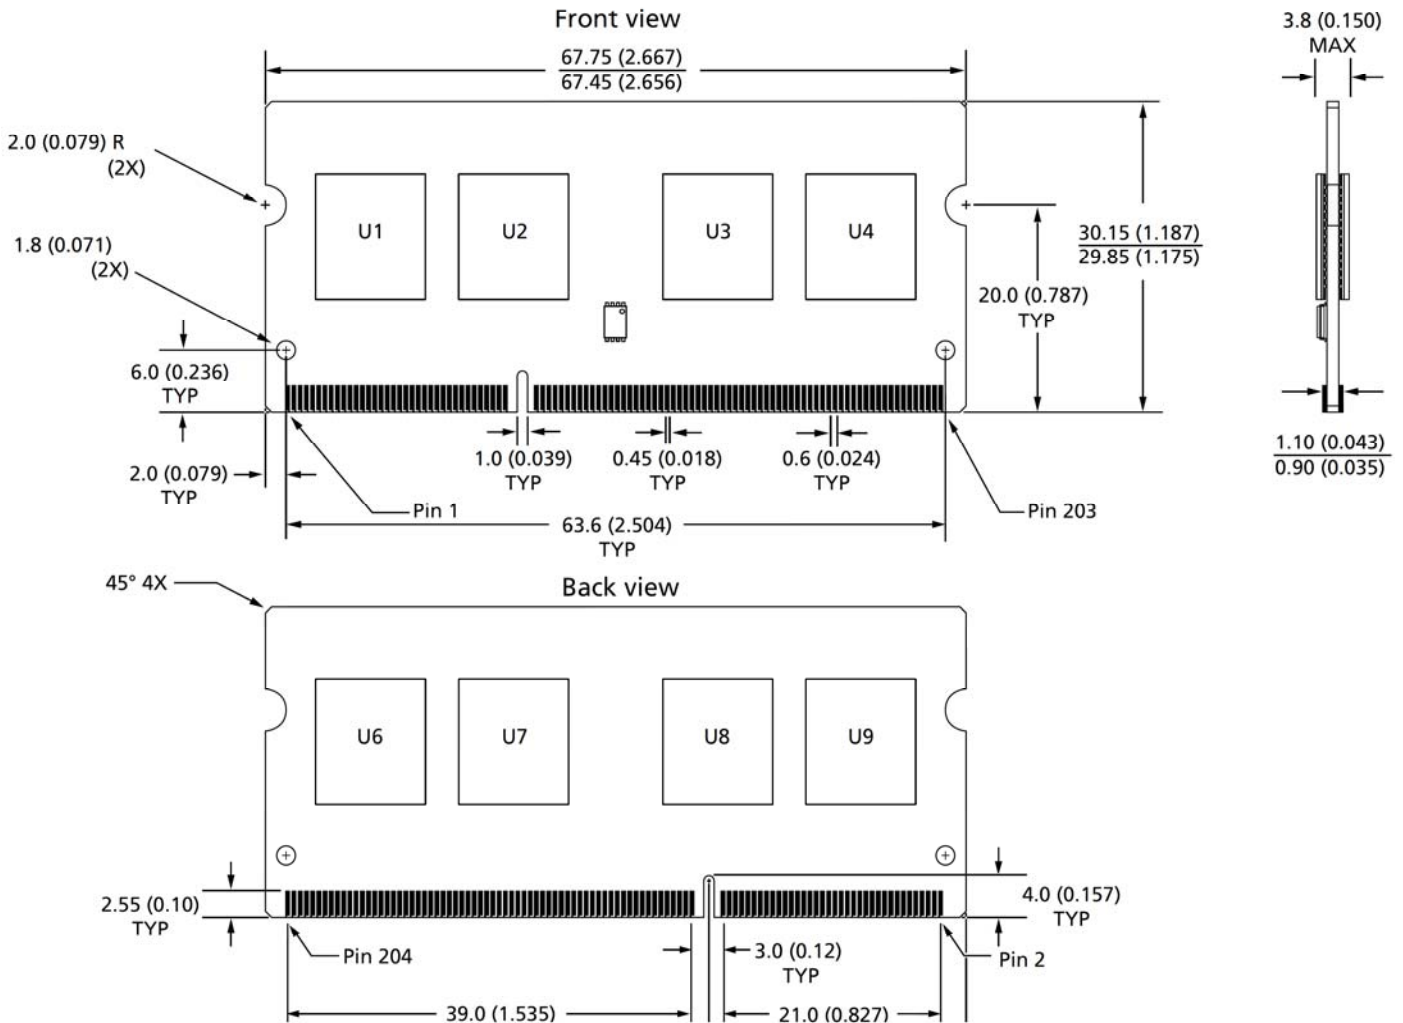 Front view
3.8 (0.150)
MAX
67.75 (2.667)
67.45 (2.656)
2.0 (0.079) R
(2X)
U1
U2
U3
U4
1.8 (0.071)
(2X)
30.15 (1.187)
29.85 (1.175)
20.0 (0.787)
TYP
6.0 (0.236)
TYP
1.0 (0.039)
TYP
0.45 (0.018)
TYP
0.6 (0.024)
TYP
1.10 (0.043)
0.90 (0.035)
2.0 (0.079)
TYP
Pin 1
Pin 203
63.6 (2.504)
TYP
45° 4X
Back view
U6
U7
U8
U9
2.55 (0.10)
TYP
4.0 (0.157)
TYP
Pin 204
3.0 (0.12)
TYP
Pin 2
39.0 (1.535)
21.0 (0.827)